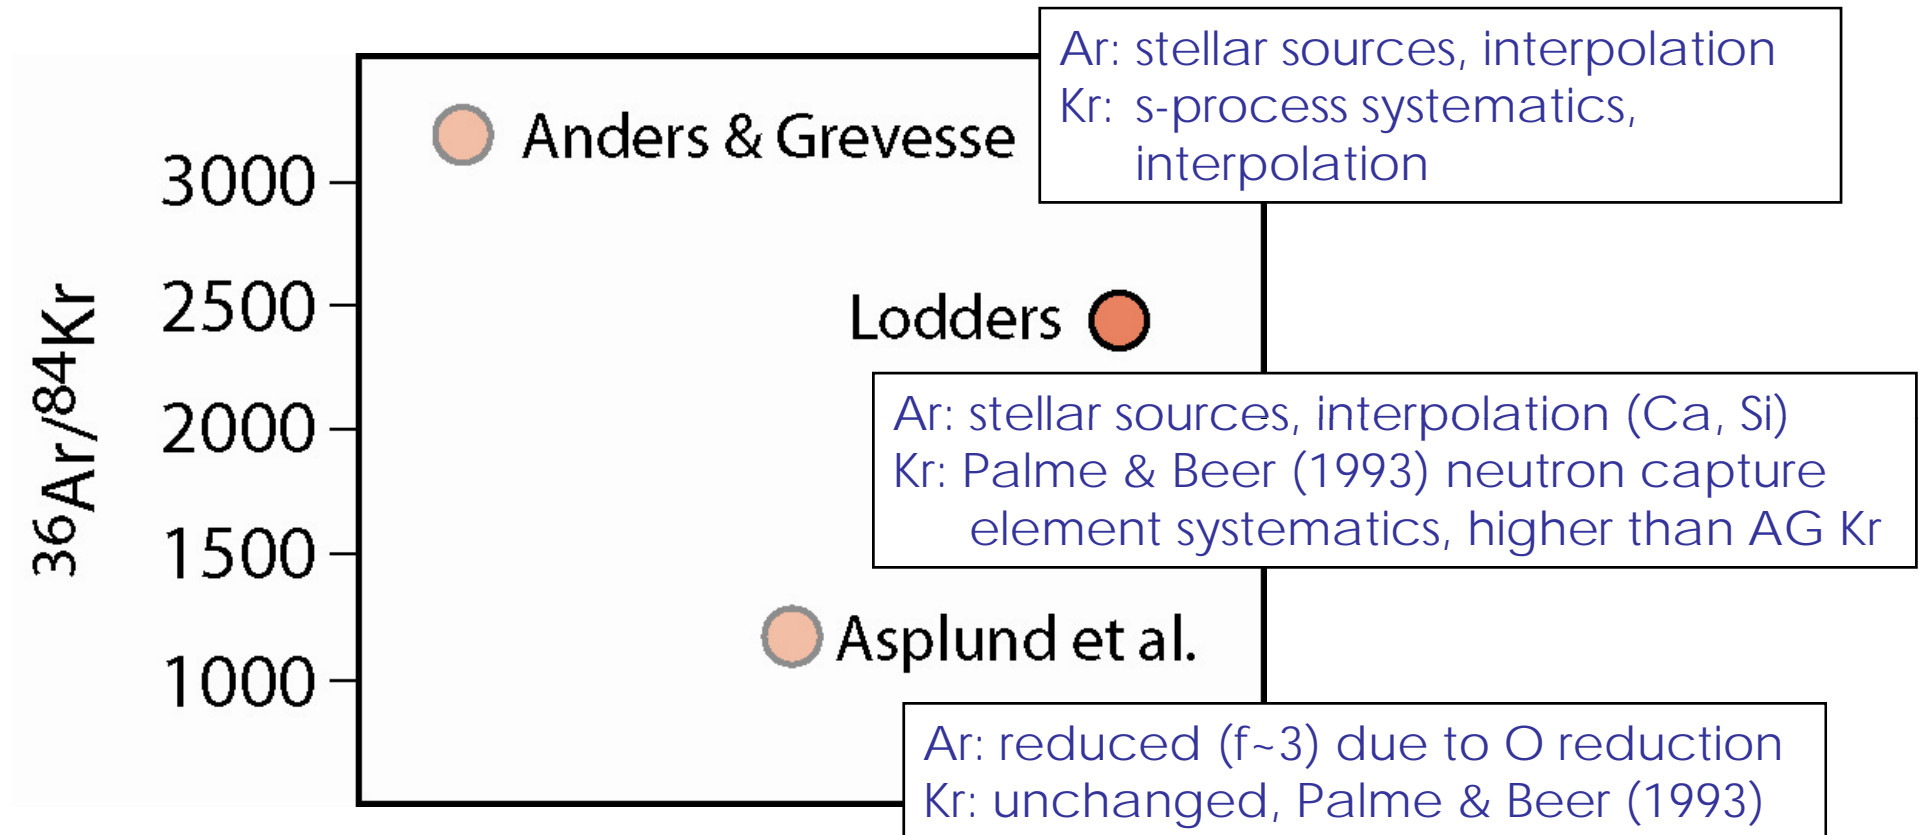 Ar: stellar sources, interpolation
Kr: s-process systematics,
interpolation
Anders & Grevesse
3000
2500
2000
1500
1000
36Ar/84Kr
Lodders
Ar: stellar sources, interpolation (Ca, Si)
Kr: Palme & Beer (1993) neutron capture
element systematics, higher than AG Kr
Asplund et al.
Ar: reduced (f~3) due to O reduction
Kr: unchanged, Palme & Beer (1993)